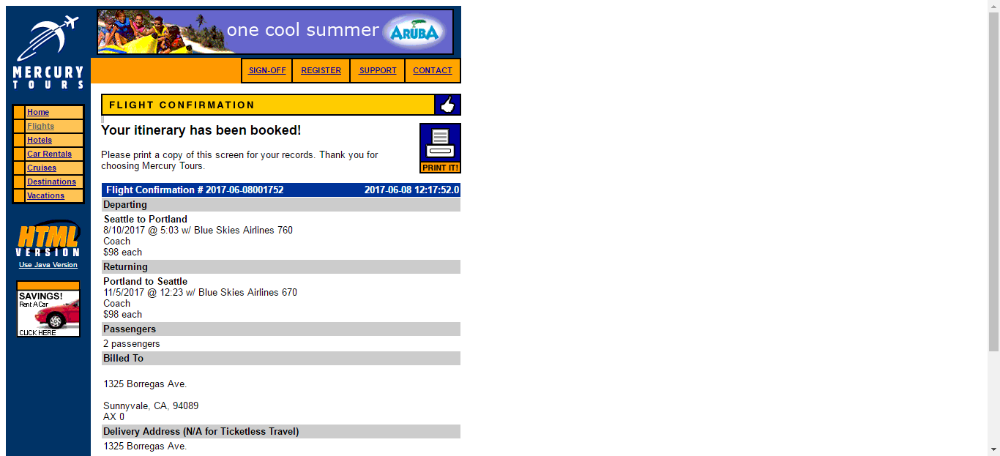 one cool summer
ARUBA
MERCURY
TOURS
SIGN-OFF REGISTER SUPPORT CONTACT
Home
Flights
Hotels
Car Rentals
Cruises
Destinations
Vacations
HTML
VERSION
Use Java Version
SAVINGS!
Rent A Car
CLICK HERE
FLIGHT CONFIRMATION
Your itinerary has been booked!
PRINT IT!
Please print a copy of this screen for your records. Thank you for
choosing Mercury Tours.
Flight Confirmation # 2017-06-08001752 2017-06-08 12:17:52.0
Departing
Seattle to Portland
8/10/2017 @ 5:03 w/ Blue Skies Airlines 760
Coach
$98 each
Returning
Portland to Seattle
11/5/2017 @ 12:23 w/ Blue Skies Airlines 670
Coach
$98 each
Passengers
2 passengers
Billed To
1325 Borregas Ave.
Sunnyvale, CA, 94089
AX 0
Delivery Address (N/A for Ticketless Travel)
1325 Borregas Ave.